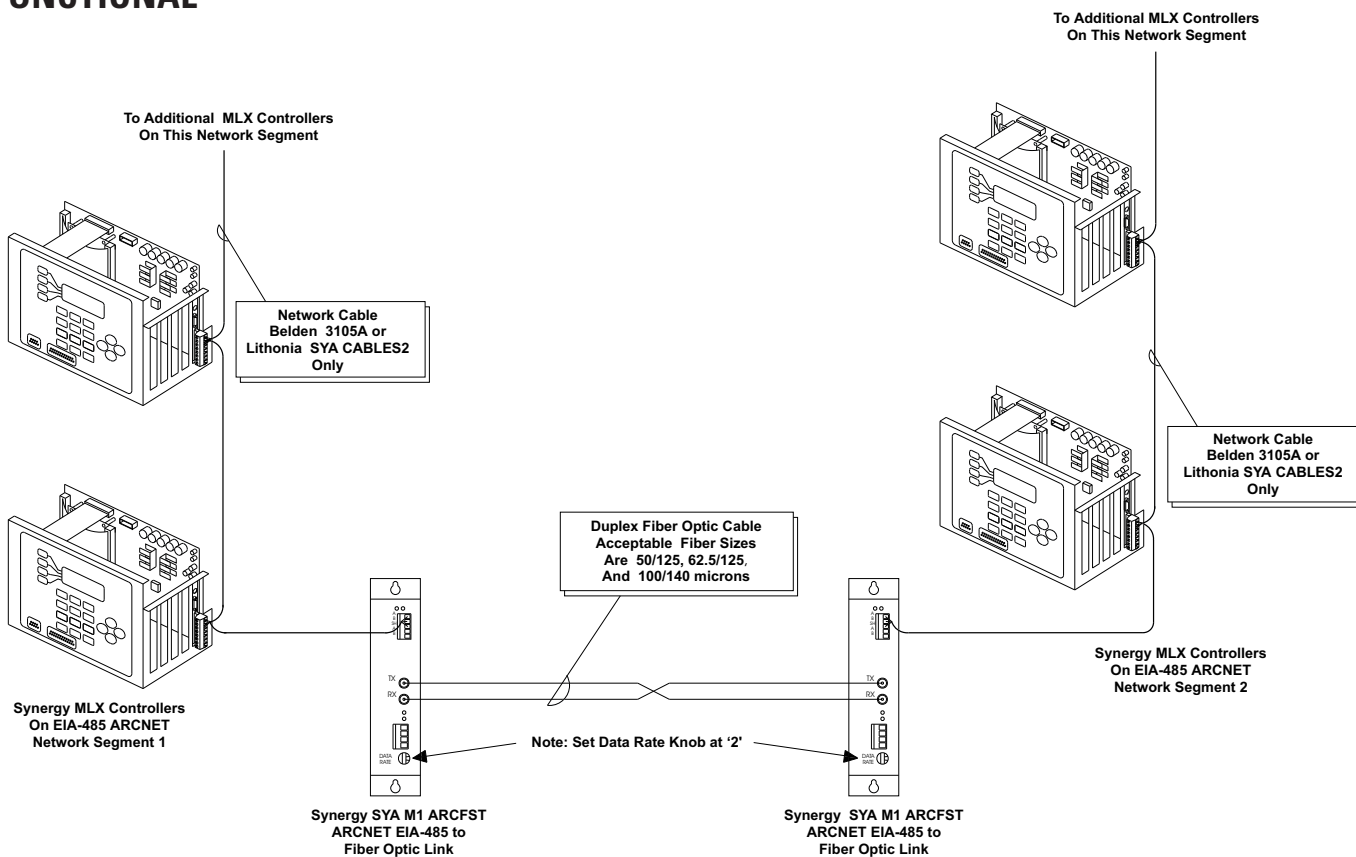 To Additional MLX Controllers
On This Network Segment
To Additional MLX Controllers
On This Network Segment
Network Cable
Belden 3105A or
Lithonia SYA CABLES2
Only
Network Cable
Belden 3105A or
Lithonia SYA CABLES2
Only
Duplex Fiber Optic Cable
Acceptable Fiber Sizes
Are 50/125, 62.5/125,
And 100/140 microns
Synergy MLX Controllers
On EIA-485 ARCNET
Network Segment 1
Synergy MLX Controllers
On EIA-485 ARCNET
Network Segment 2
TX
RX
DATA
RATE
TX
RX
DATA
RATE
Note: Set Data Rate Knob at ‘2'
Synergy SYA M1 ARCFST
ARCNET EIA-485 to
Fiber Optic Link
Synergy SYA M1 ARCFST
ARCNET EIA-485 to
Fiber Optic Link